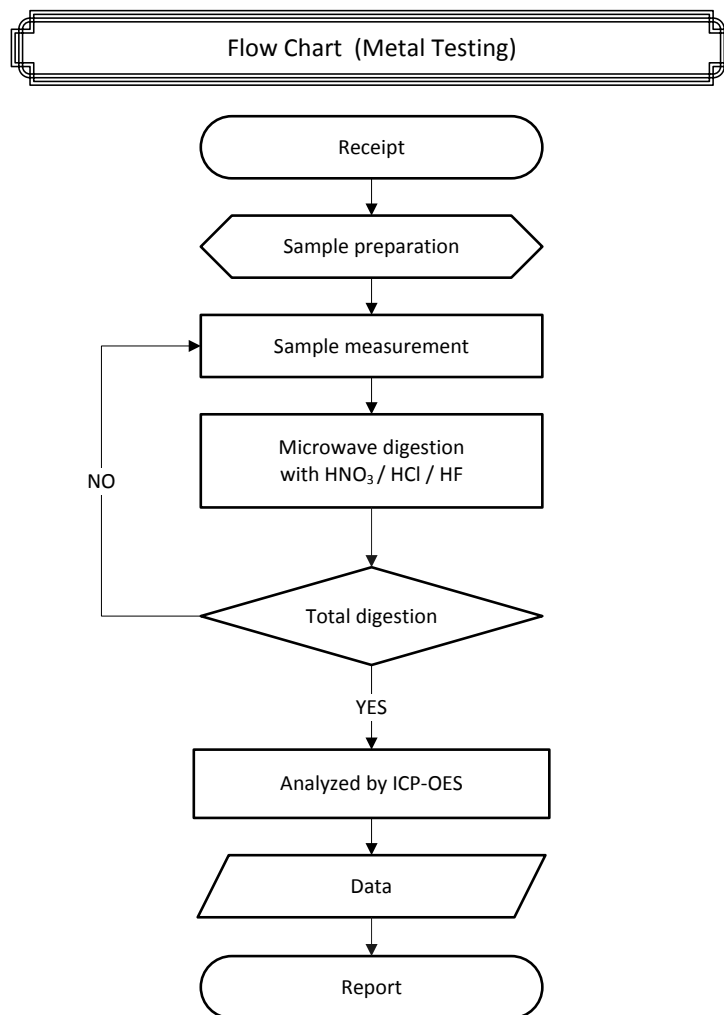 Flow Chart  (Metal Testing)
Receipt
Sample preparation
Sample measurement
Microwave digestion
with HNO₃ / HCl / HF
NO
Total digestion
YES
Analyzed by ICP-OES
Data
Report